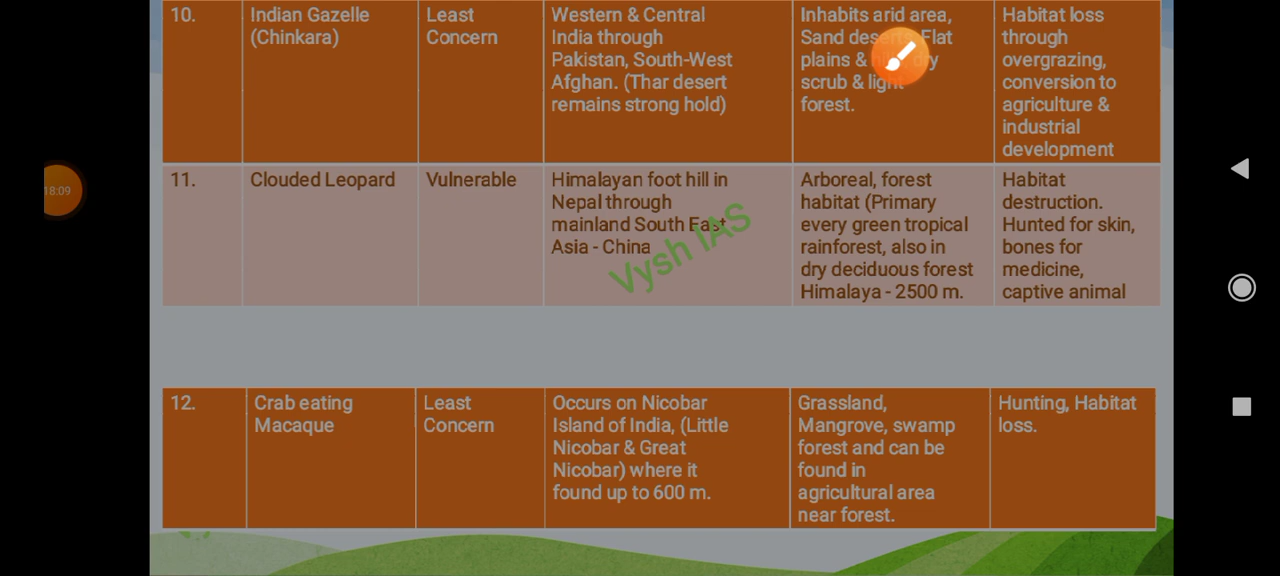 10.
Indian Gazelle
(Chinkara)
Least
Concern
Western & Central
India through
Pakistan, South-West
Afghan. (Thar desert
remains strong hold)
Inhabits arid area,
Sand Flat
plains &
scrub & light
forest.
Habitat loss
through
overgrazing,
conversion to
agriculture &
industrial
development
11.
Clouded Leopard
Vulnerable
Himalayan foot hill in
Nepal through
mainland South East
Asia - China
Arboreal, forest
habitat (Primary
every green tropical
rainforest, also in
dry deciduous forest
Himalaya - 2500 m.
Habitat
destruction.
Hunted for skin,
bones for
medicine,
captive animal
Vysh IAS
18:09
12.
Crab eating
Macaque
Least
Concern
Occurs on Nicobar
Island of India, (Little
Nicobar & Great
Nicobar) where it
found up to 600 m.
Grassland,
Mangrove, swamp
forest and can be
found in
agricultural area
near forest.
Hunting, Habitat
loss.